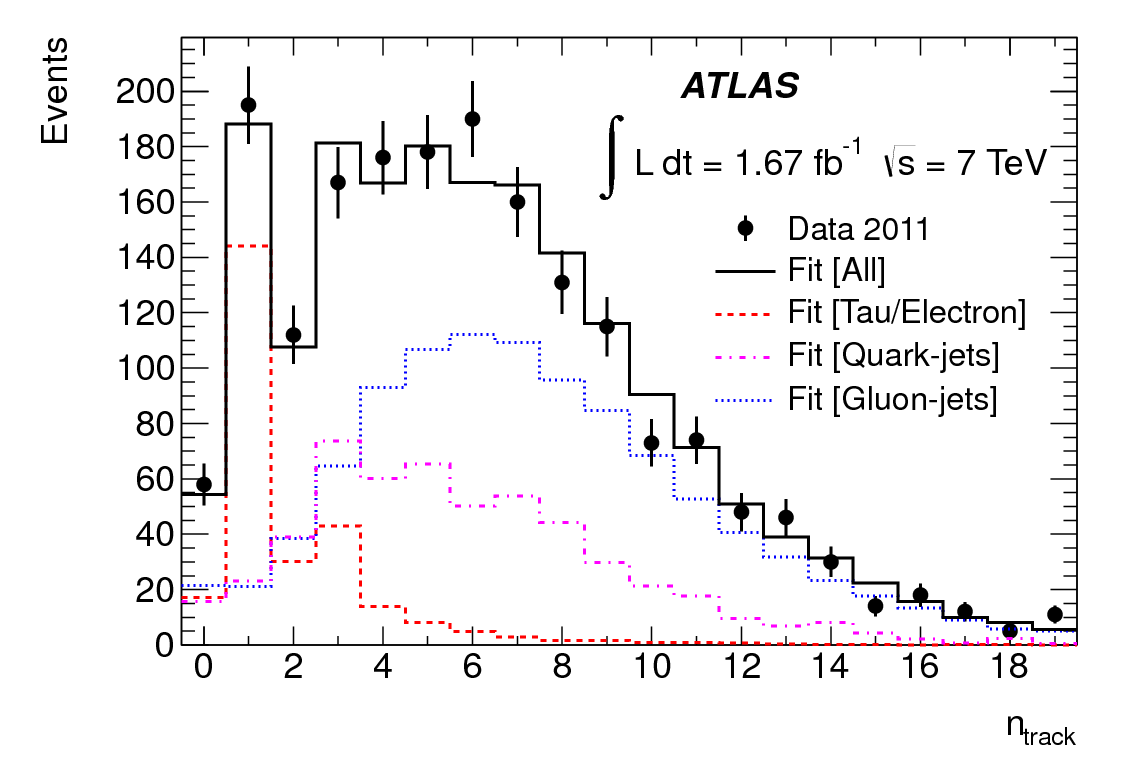 Events
ATLAS
∫ L dt = 1.67 fb⁻¹ √s = 7 TeV
Data 2011
Fit [All]
Fit [Tau/Electron]
Fit [Quark-jets]
Fit [Gluon-jets]
200
180
160
140
120
100
80
60
40
20
0
0 2 4 6 8 10 12 14 16 18
n_track